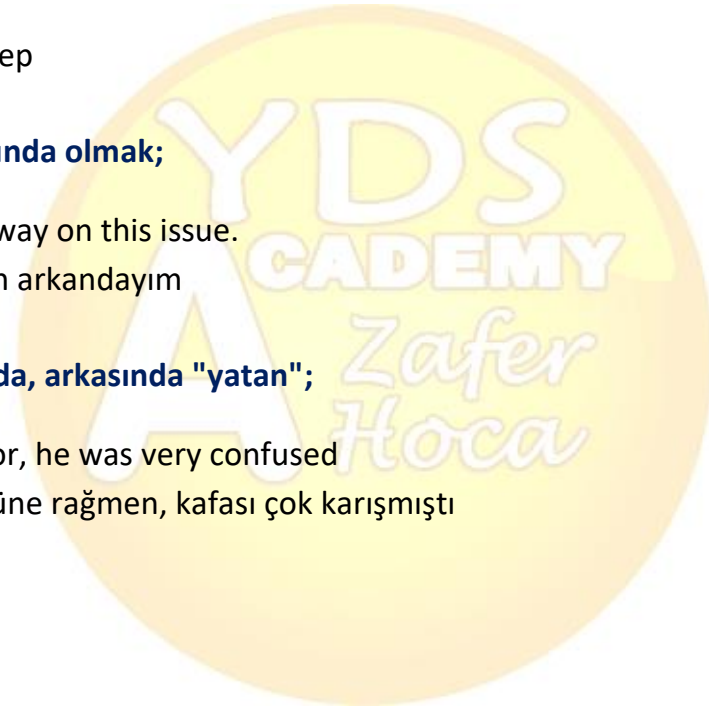 ep
ında olmak;
way on this issue.
n arkandayım
da, arkasında "yatan";
or, he was very confused
üne rağmen, kafası çok karışmıştı
YDS
ACADEMY
Zafer
Hoca